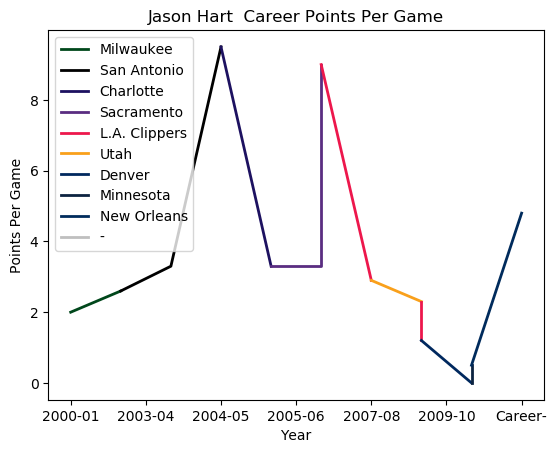 Jason Hart  Career Points Per Game
Milwaukee
San Antonio
Charlotte
Sacramento
L.A. Clippers
Utah
Denver
Minnesota
New Orleans
-
Points Per Game
8
6
4
2
0
2000-01 2003-04 2004-05 2005-06 2007-08 2009-10 Career-
Year